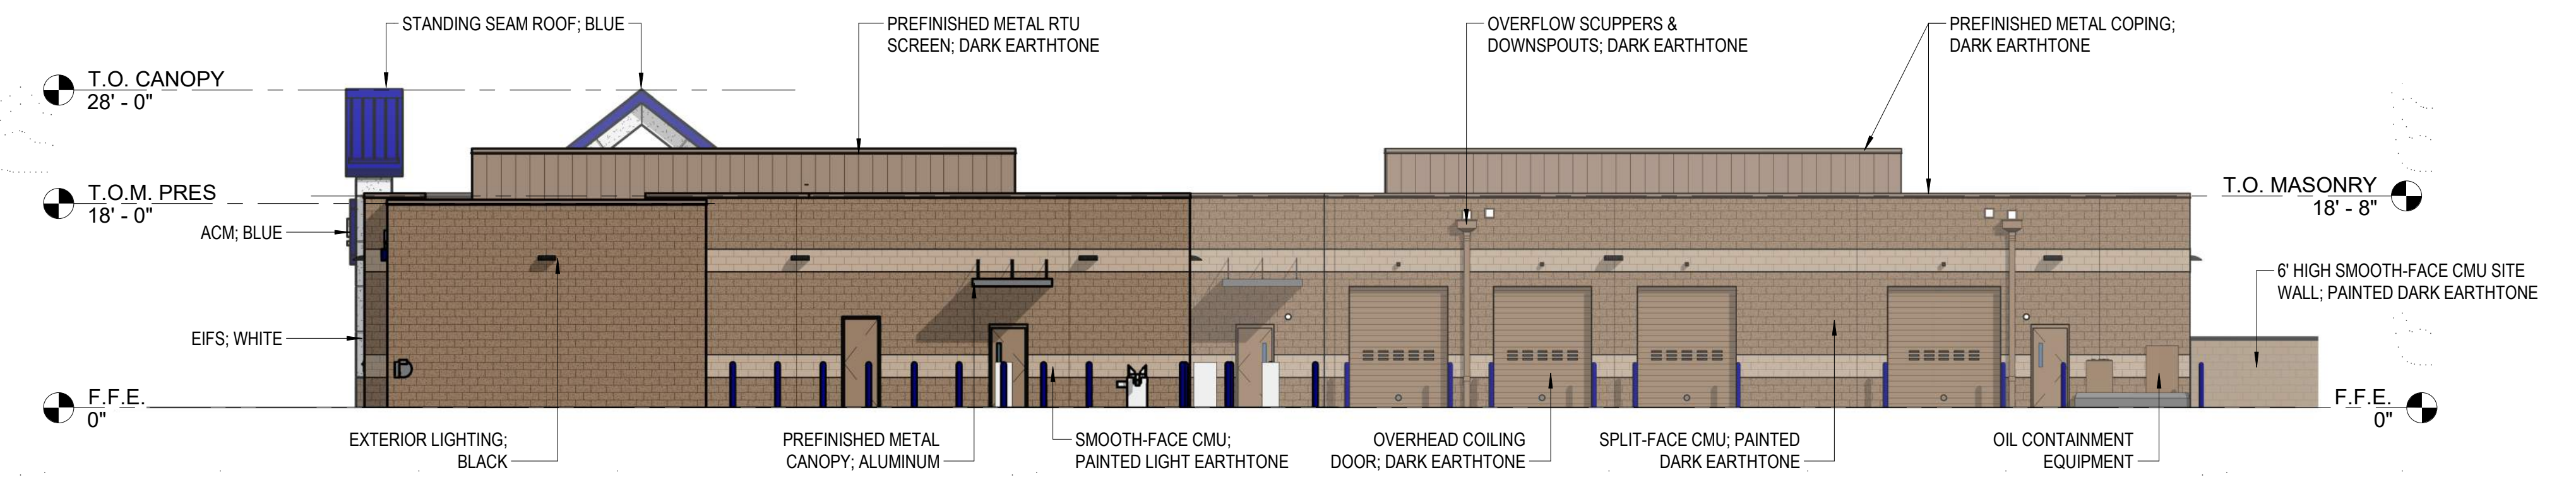 STANDING SEAM ROOF; BLUE
PREFINISHED METAL RTU
SCREEN; DARK EARTHTONE
OVERFLOW SCUPPERS &
DOWNSPOUTS; DARK EARTHTONE
PREFINISHED METAL COPING;
DARK EARTHTONE
T.O. CANOPY
28' - 0"
T.O.M. PRES
18' - 0"
T.O. MASONRY
18' - 8"
ACM; BLUE
6' HIGH SMOOTH-FACE CMU SITE
WALL; PAINTED DARK EARTHTONE
EIFS; WHITE
F.F.E.
0"
F.F.E.
0"
EXTERIOR LIGHTING;
BLACK
PREFINISHED METAL
CANOPY; ALUMINUM
SMOOTH-FACE CMU;
PAINTED LIGHT EARTHTONE
OVERHEAD COILING
DOOR; DARK EARTHTONE
SPLIT-FACE CMU; PAINTED
DARK EARTHTONE
OIL CONTAINMENT
EQUIPMENT